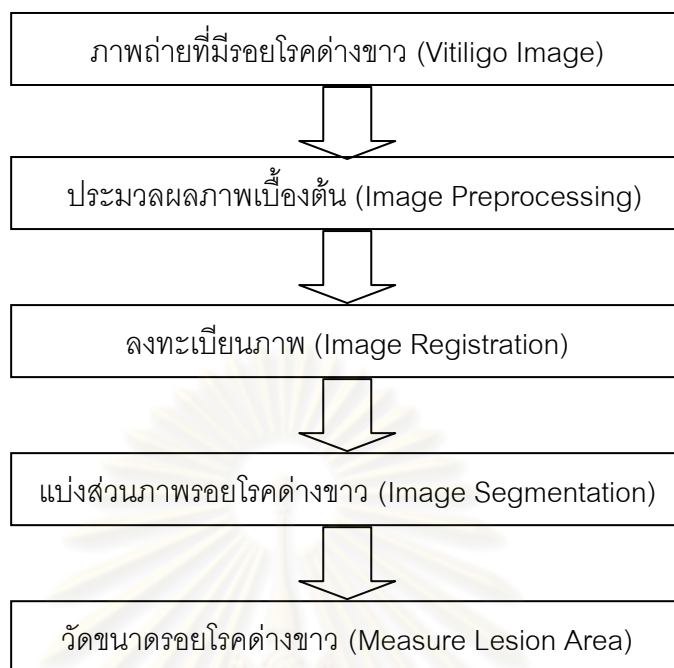 ภาพถ่ายที่มีรอยโรคด่างขาว (Vitiligo Image)
ประมวลผลภาพเบื้องต้น (Image Preprocessing)
ลงทะเบียนภาพ (Image Registration)
แบ่งส่วนภาพรอยโรคด่างขาว (Image Segmentation)
วัดขนาดรอยโรคด่างขาว (Measure Lesion Area)